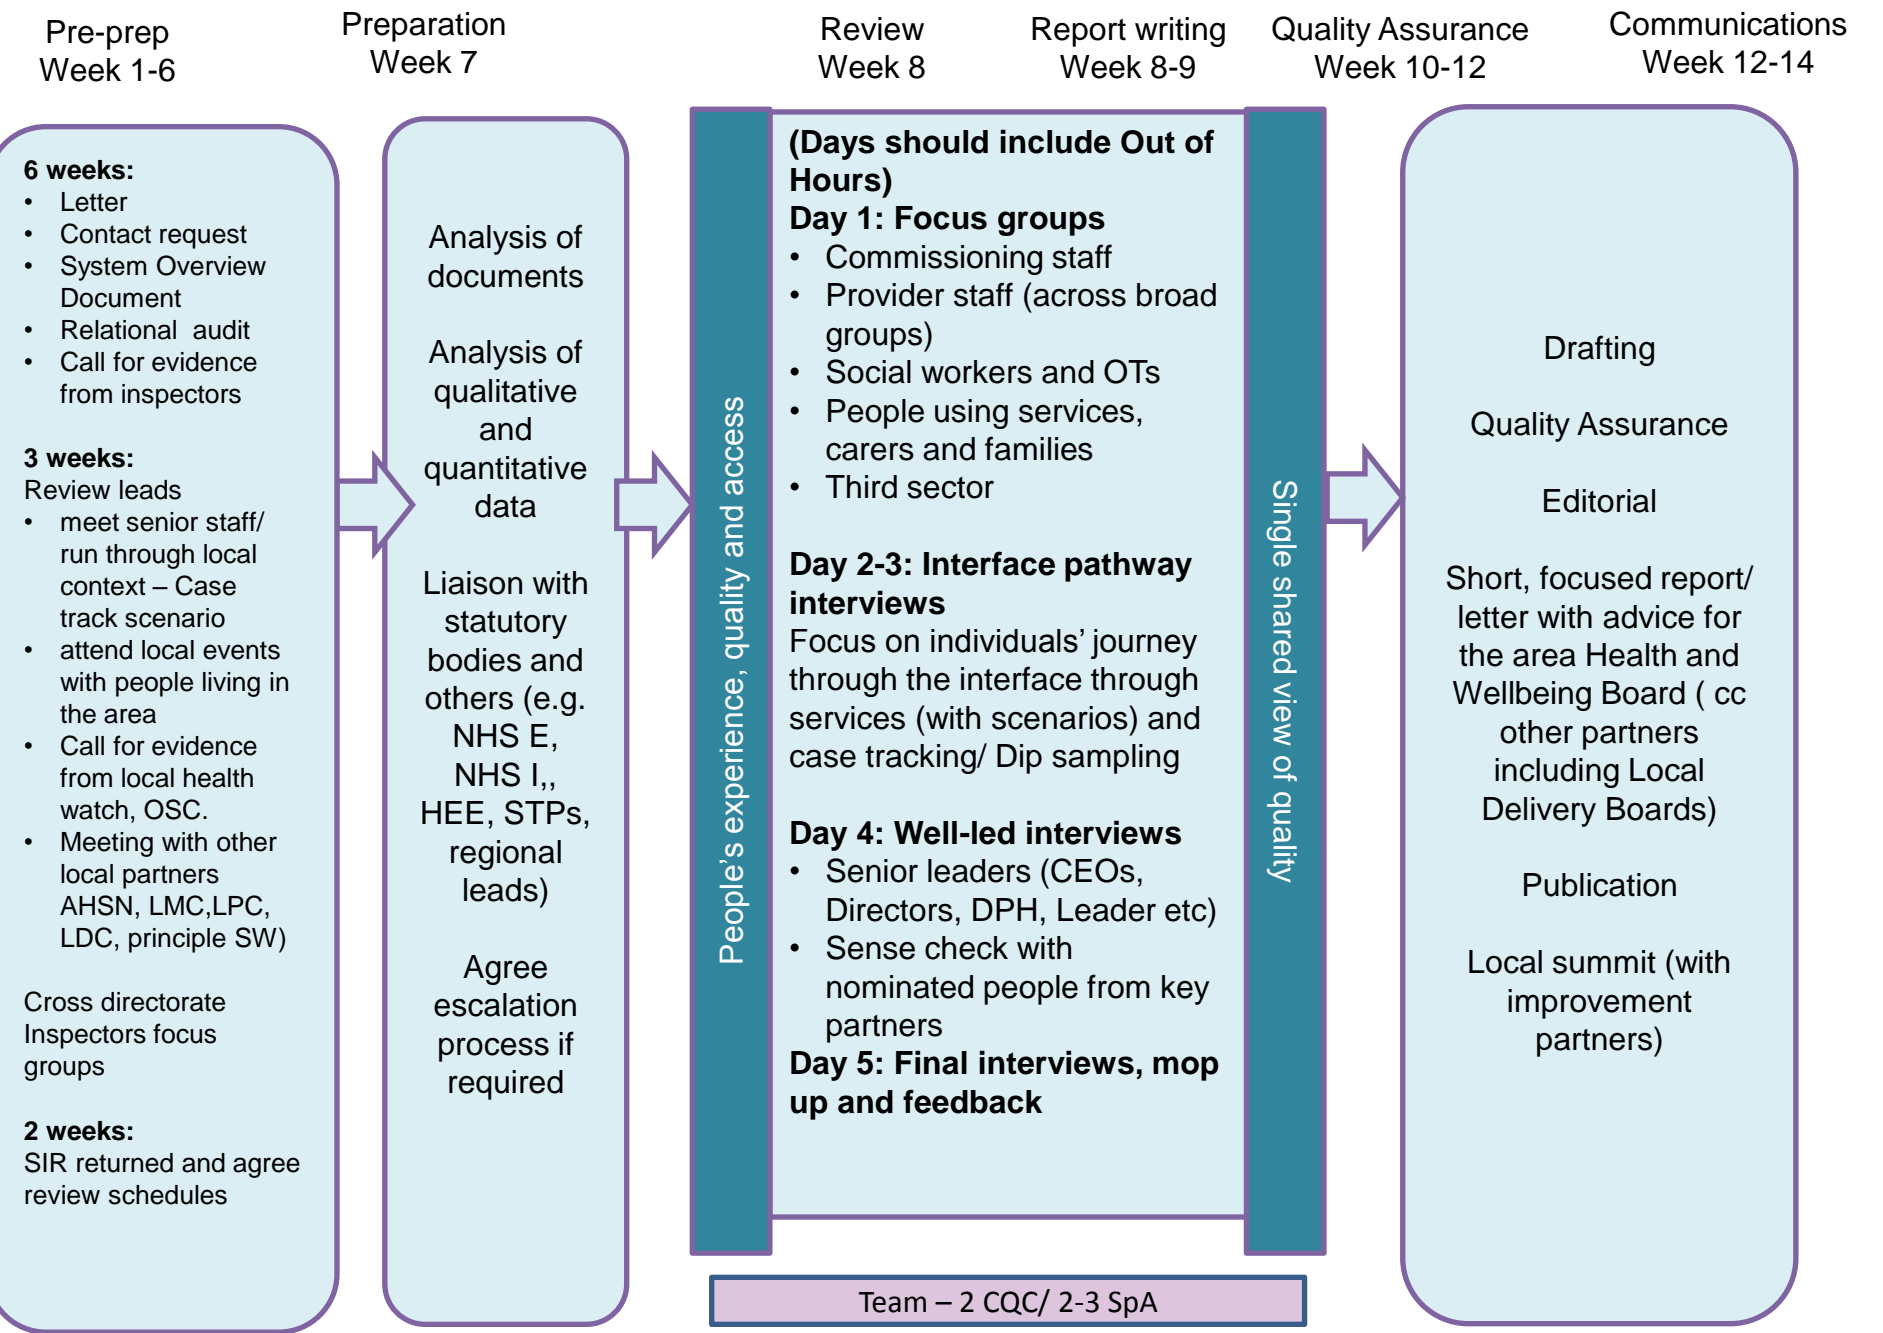 Pre-prep
Week 1-6
Preparation
Week 7
Review
Week 8
Report writing
Week 8-9
Quality Assurance
Week 10-12
Communications
Week 12-14
6 weeks:
• Letter
• Contact request
• System Overview
Document
• Relational audit
• Call for evidence
from inspectors
3 weeks:
Review leads
• meet senior staff/
run through local
context – Case
track scenario
• attend local events
with people living in
the area
• Call for evidence
from local health
watch, OSC.
• Meeting with other
local partners
AHSN, LMC,LPC,
LDC, principle SW)
Cross directorate
Inspectors focus
groups
2 weeks:
SIR returned and agree
review schedules
Analysis of
documents
Analysis of
qualitative
and
quantitative
data
Liaison with
statutory
bodies and
others (e.g.
NHS E,
NHS I,,
HEE, STPs,
regional
leads)
Agree
escalation
process if
required
People's experience, quality and access
(Days should include Out of
Hours)
Day 1: Focus groups
• Commissioning staff
• Provider staff (across broad
groups)
• Social workers and OTs
• People using services,
carers and families
• Third sector
Day 2-3: Interface pathway
interviews
Focus on individuals' journey
through the interface through
services (with scenarios) and
case tracking/ Dip sampling
Day 4: Well-led interviews
• Senior leaders (CEOs,
Directors, DPH, Leader etc)
• Sense check with
nominated people from key
partners
Day 5: Final interviews, mop
up and feedback
Single shared view of quality
Drafting
Quality Assurance
Editorial
Short, focused report/
letter with advice for
the area Health and
Wellbeing Board ( cc
other partners
including Local
Delivery Boards)
Publication
Local summit (with
improvement
partners)
Team – 2 CQC/ 2-3 SpA